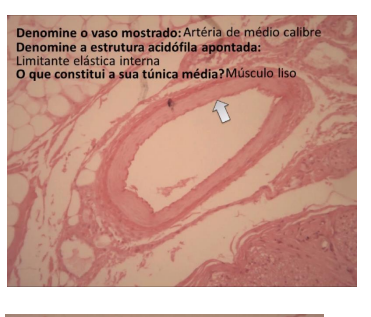 Denomine o vaso mostrado: Artéria de médio calibre
Denomine a estrutura acidófila apontada:
Limitante elástica interna
O que constitui a sua túnica média? Músculo liso